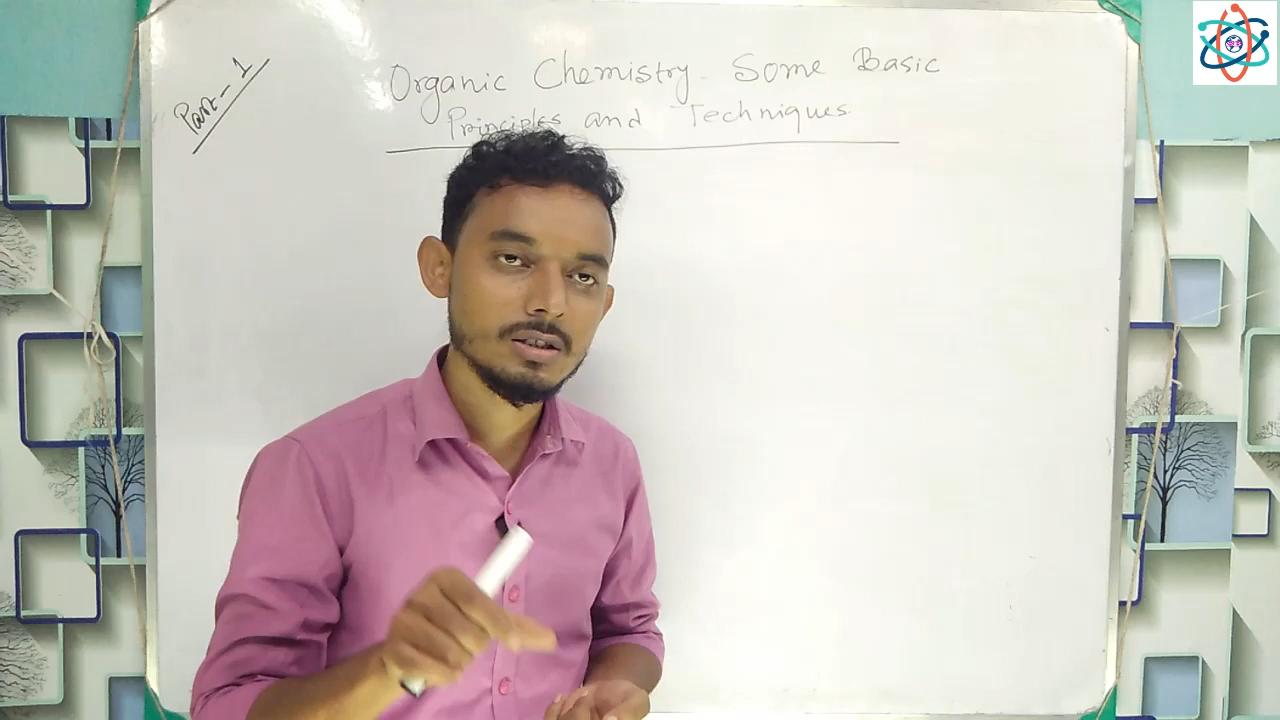 Part-1
Organic Chemistry - Some Basic
Principles and Techniques